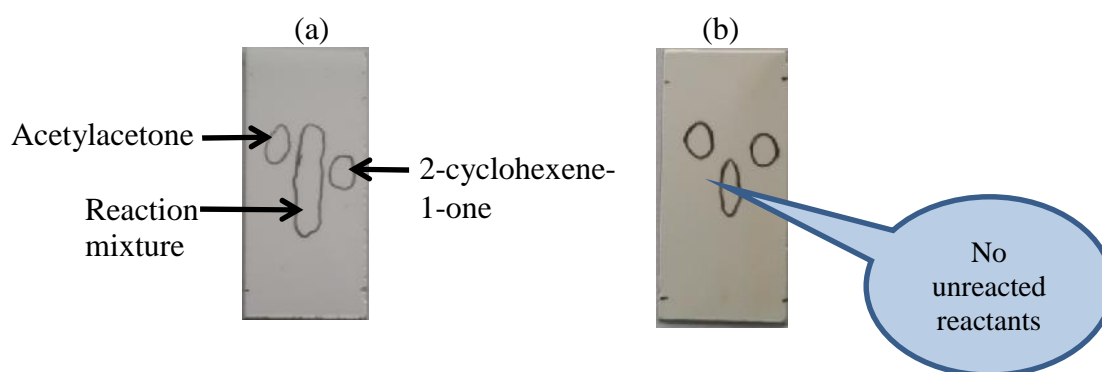 (a)
(b)
Acetylacetone
Reaction
mixture
2-cyclohexene-
1-one
No
unreacted
reactants